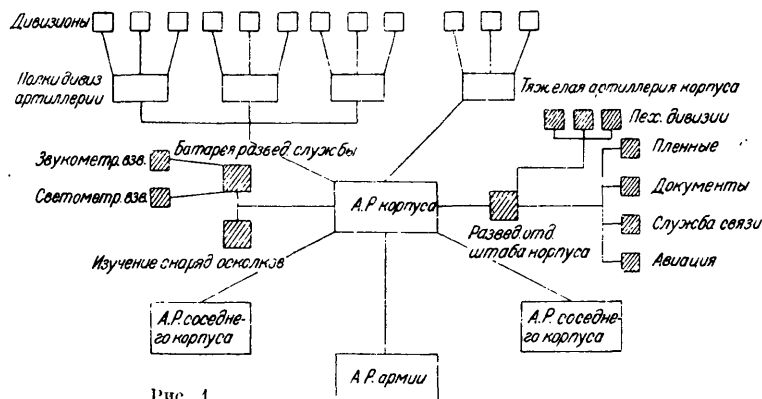 Дивизионы
Полки дивиз
артиллерии
Тяжелая артиллерия корпуса
Пех. дивизии
Батарея развед. службы
Звукометр. взв.
Пленные
Светометр. взв.
Документы
А.Р. корпуса
Служба связи
Развед. отд.
штаба корпуса
Изучение снаряд осколков
Авиация
А.Р. соседне-
го корпуса
А.Р. соседне-
го корпуса
А.Р. армии
Рис. 1